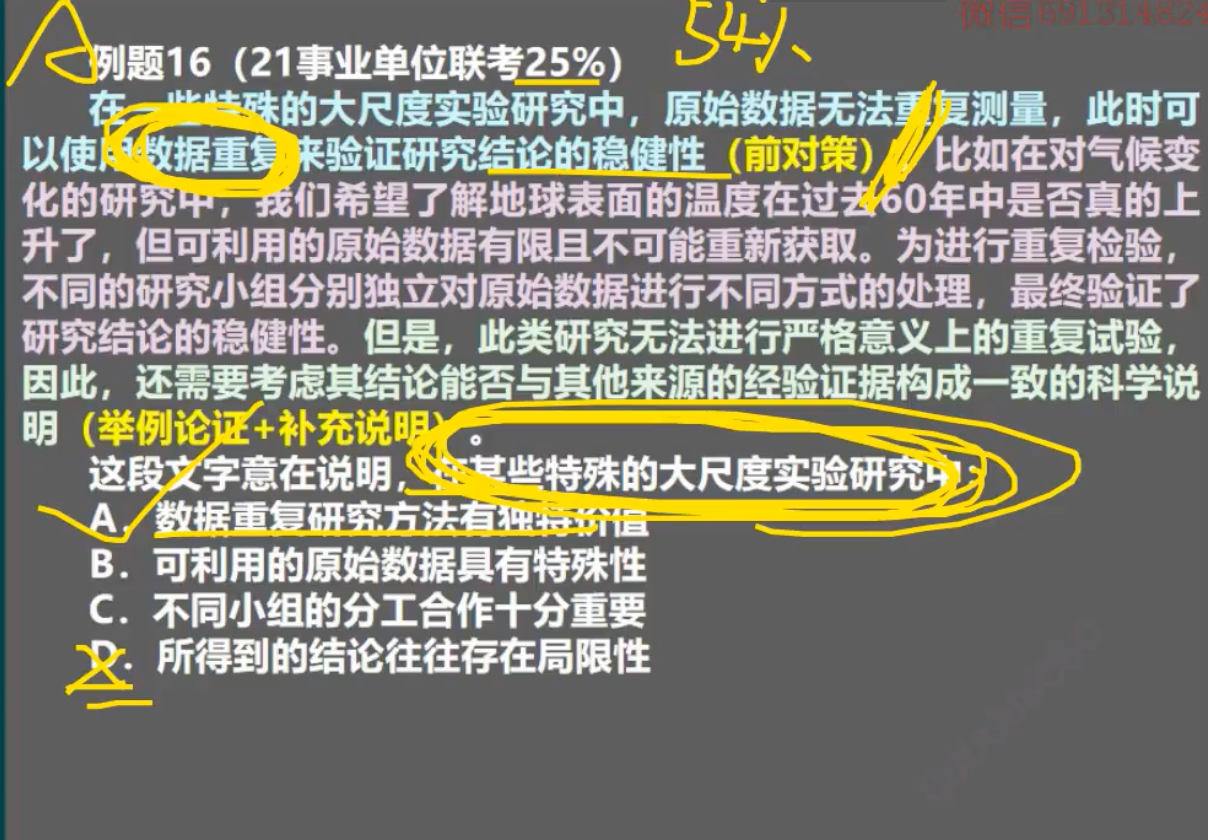 微信691314824
A
54%
例题16（21事业单位联考25%）
在一些特殊的大尺度实验研究中，原始数据无法重复测量，此时可
以使用数据重复来验证研究结论的稳健性（前对策）。比如在对气候变
化的研究中，我们希望了解地球表面的温度在过去60年中是否真的上
升了，但可利用的原始数据有限且不可能重新获取。为进行重复检验，
不同的研究小组分别独立对原始数据进行不同方式的处理，最终验证了
研究结论的稳健性。但是，此类研究无法进行严格意义上的重复试验，
因此，还需要考虑其结论能否与其他来源的经验证据构成一致的科学说
明（举例论证+补充说明）。
这段文字意在说明，在某些特殊的大尺度实验研究中：
A．数据重复研究方法有独特价值
B．可利用的原始数据具有特殊性
C．不同小组的分工合作十分重要
D．所得到的结论往往存在局限性